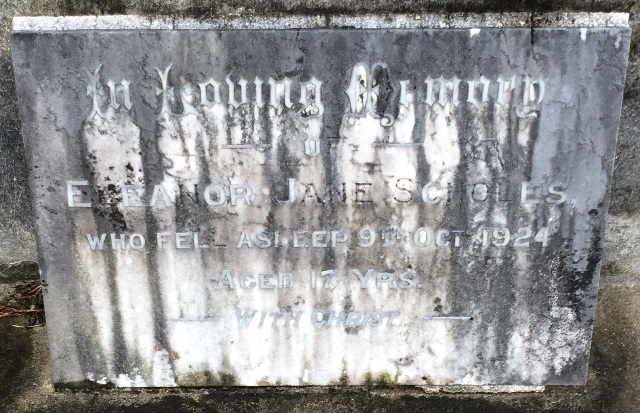 In Loving Memory
OF
ELEANOR JANE SCHOLES,
WHO FELL ASLEEP 9TH OCT. 1924
AGED 17 YRS.
WITH CHRIST.